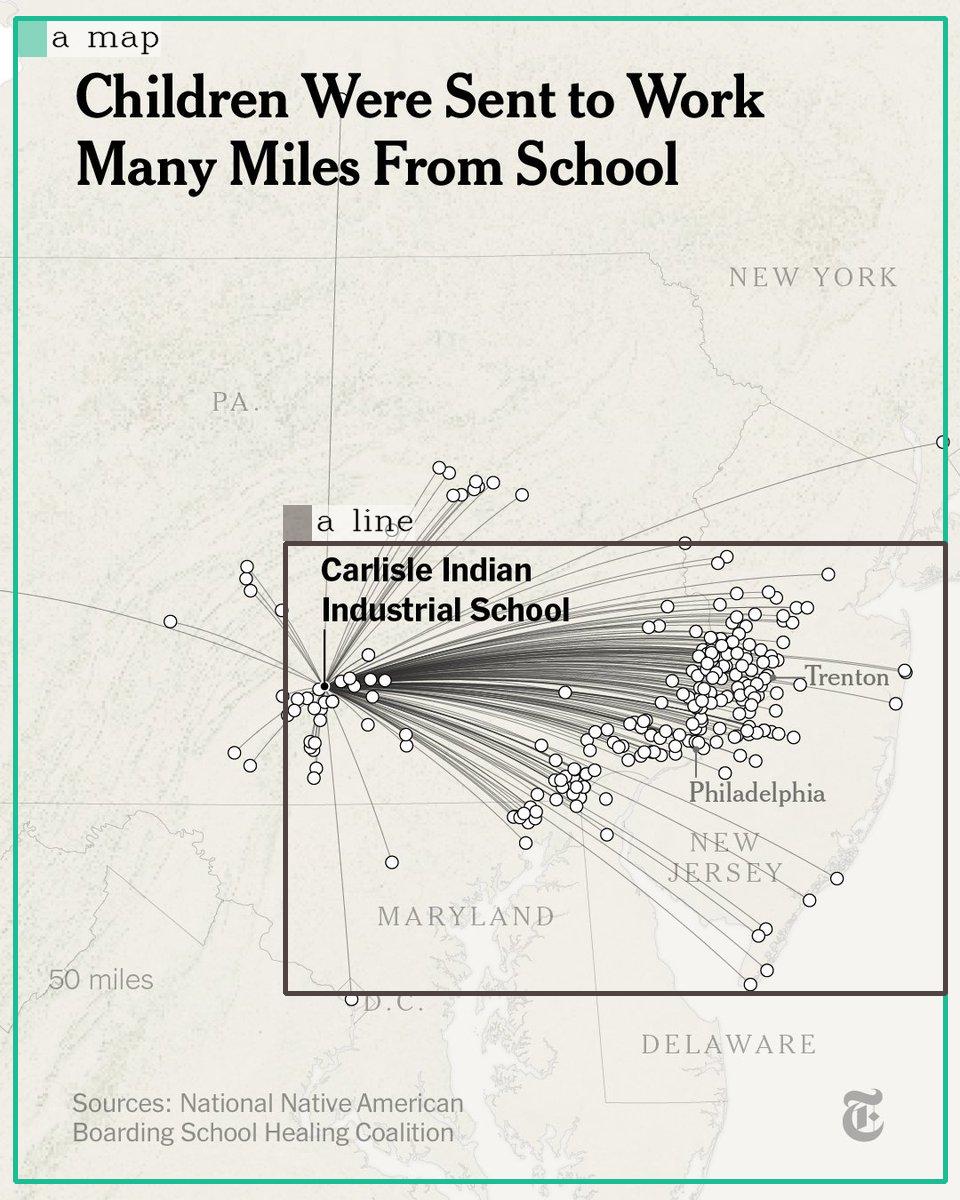 a map
Children Were Sent to Work
Many Miles From School
NEW YORK
PA.
a line
Carlisle Indian
Industrial School
Trenton
Philadelphia
NEW
JERSEY
MARYLAND
50 miles
D.C.
DELAWARE
Sources: National Native American
Boarding School Healing Coalition
T